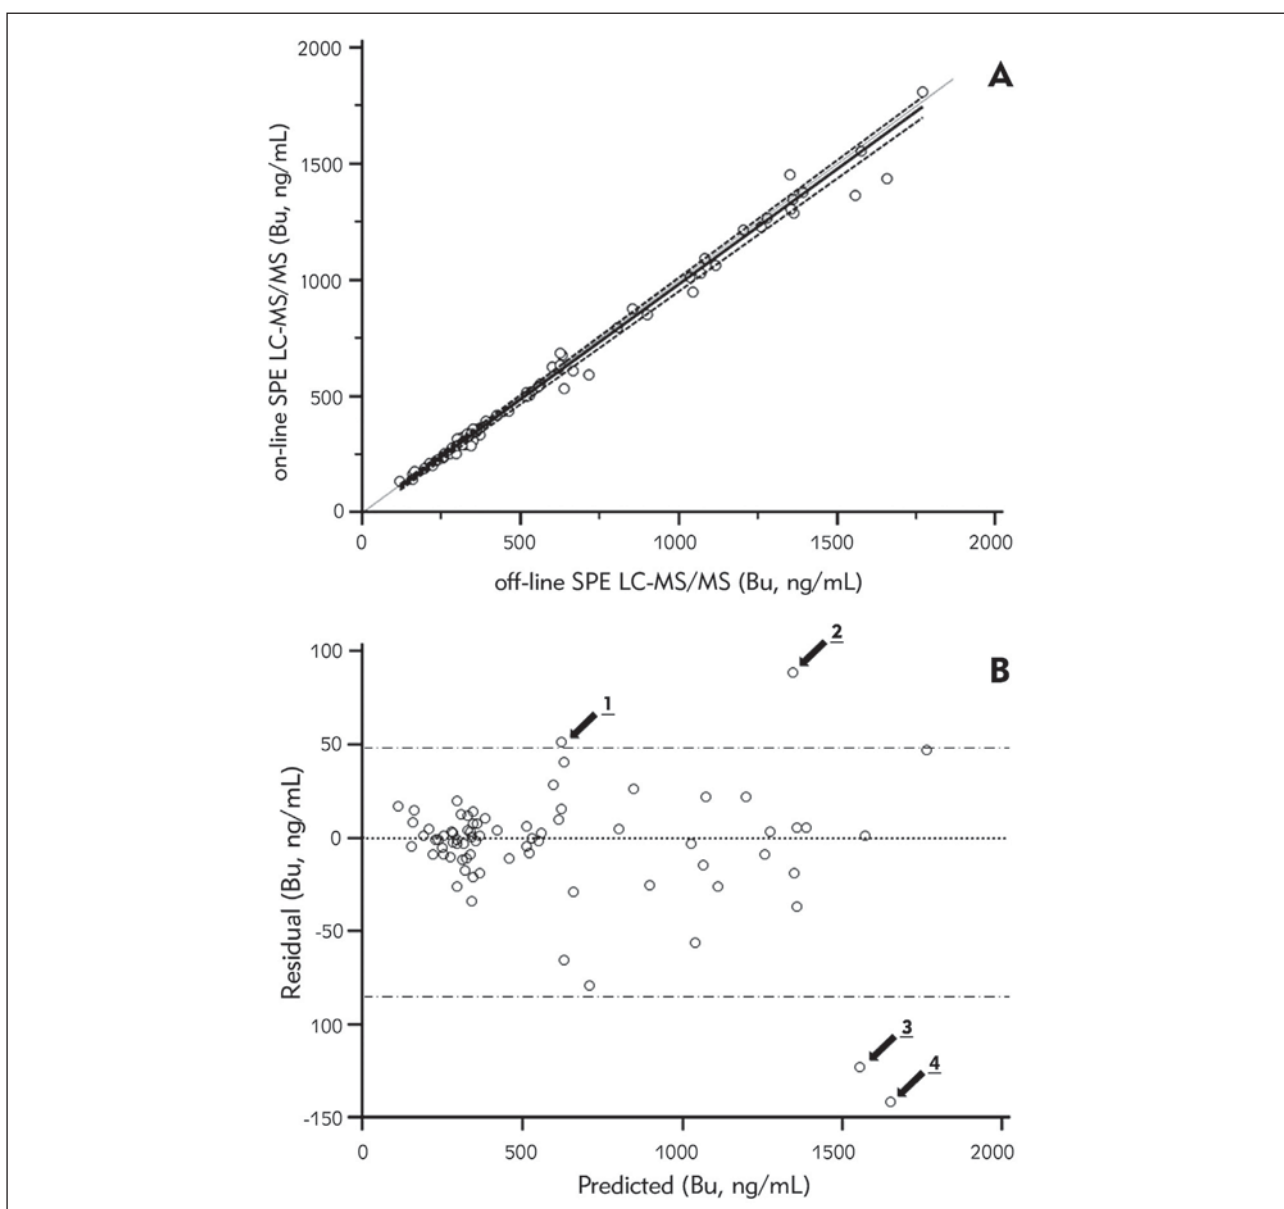 A
2000
1500
1000
500
0
on-line SPE LC-MS/MS (Bu, ng/mL)
0 500 1000 1500 2000
off-line SPE LC-MS/MS (Bu, ng/mL)
B
100
50
0
-50
100
-150
Residual (Bu, ng/mL)
1
2
3
4
0 500 1000 1500 2000
Predicted (Bu, ng/mL)